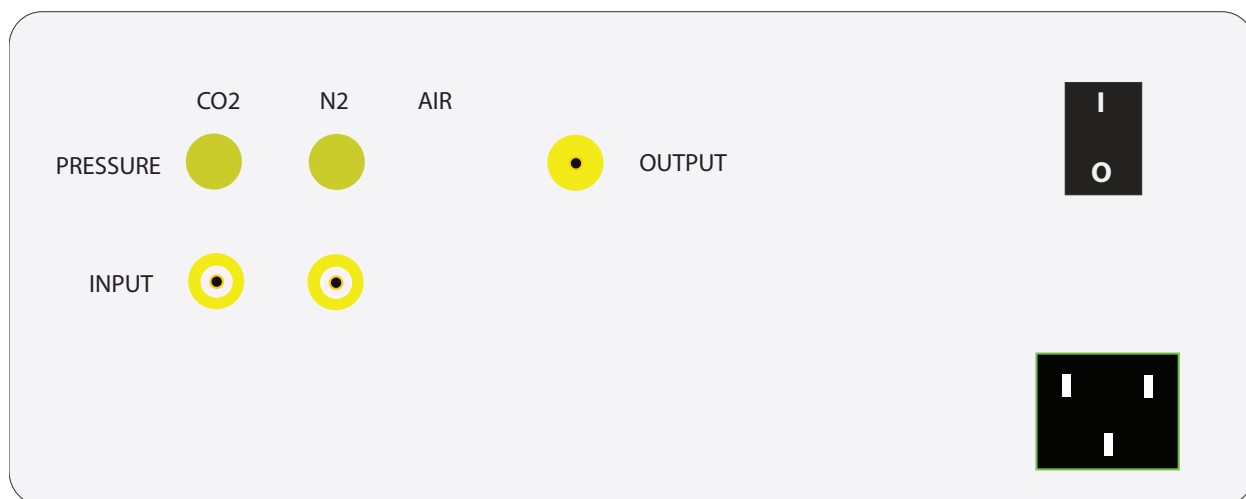 CO2 N2 AIR
PRESSURE
OUTPUT
INPUT
I
O